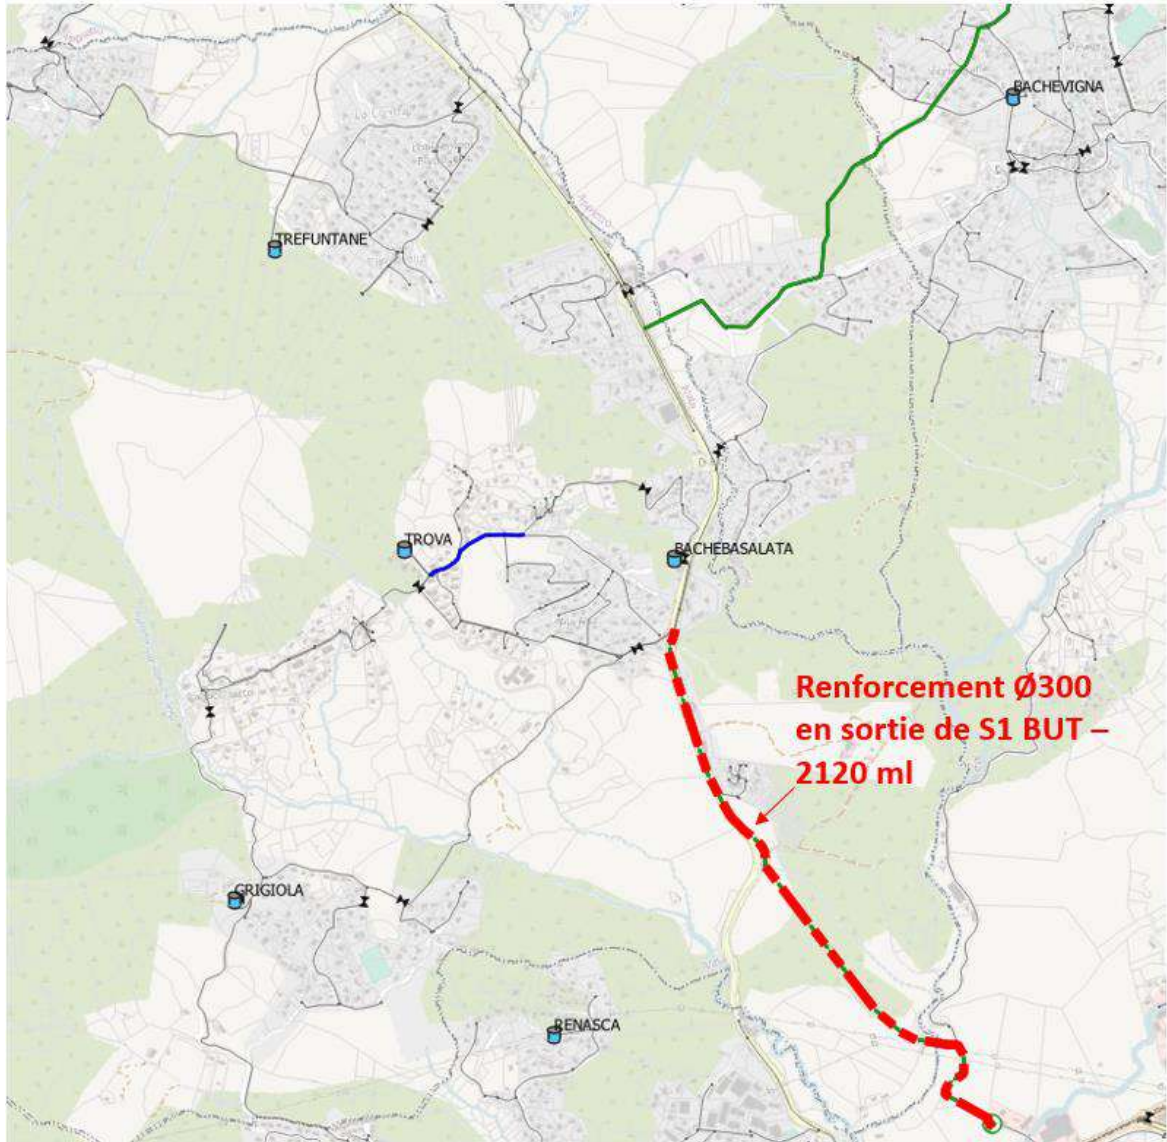 BACHEVIGNA
TREFUNTANE'
TROVA
BACHEBASALATA
Renforcement Ø300
en sortie de S1 BUT –
2120 ml
GRIGIOLA
RENASCA